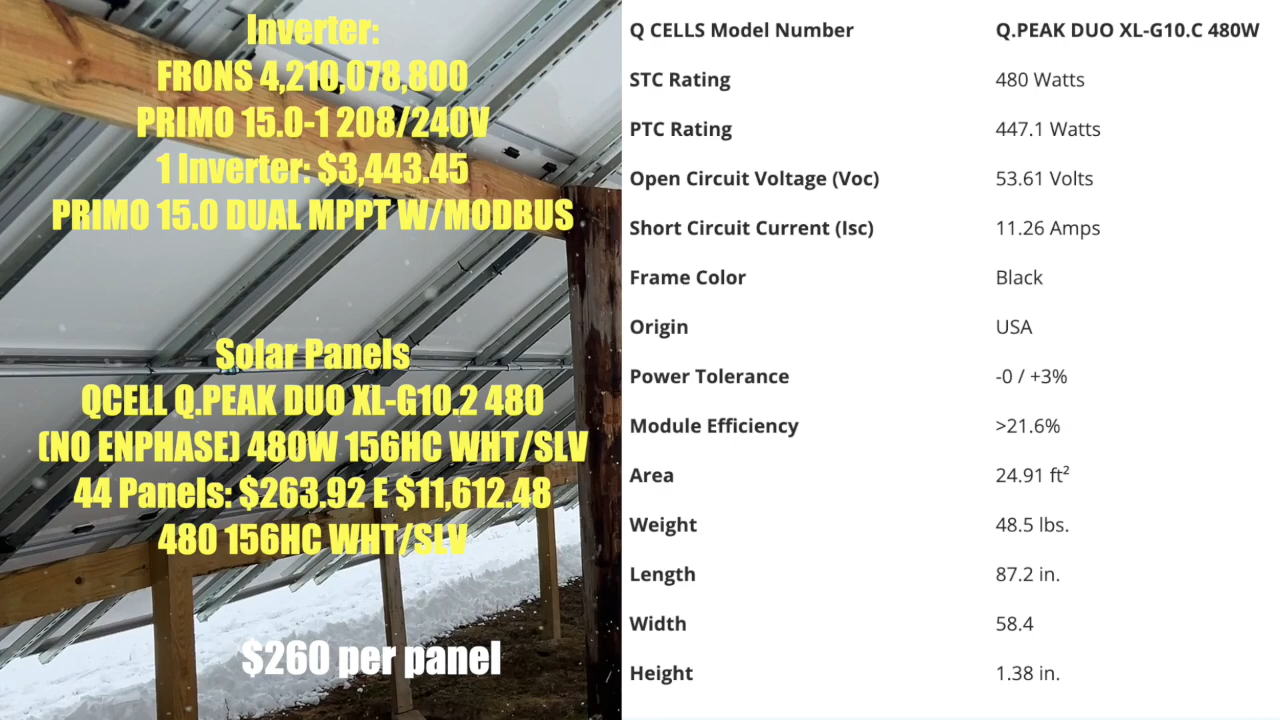 Inverter:
FRONS 4,210,078,800
PRIMO 15.0-1 208/240V
1 Inverter: $3,443.45
PRIMO 15.0 DUAL MPPT W/MODBUS
Solar Panels
QCELL Q.PEAK DUO XL-G10.2 480
(NO ENPHASE) 480W 156HC WHT/SLV
44 Panels: $263.92 E $11,612.48
480 156HC WHT/SLV
$260 per panel
Q CELLS Model Number Q.PEAK DUO XL-G10.C 480W
STC Rating 480 Watts
PTC Rating 447.1 Watts
Open Circuit Voltage (Voc) 53.61 Volts
Short Circuit Current (Isc) 11.26 Amps
Frame Color Black
Origin USA
Power Tolerance -0 / +3%
Module Efficiency >21.6%
Area 24.91 ft²
Weight 48.5 lbs.
Length 87.2 in.
Width 58.4
Height 1.38 in.